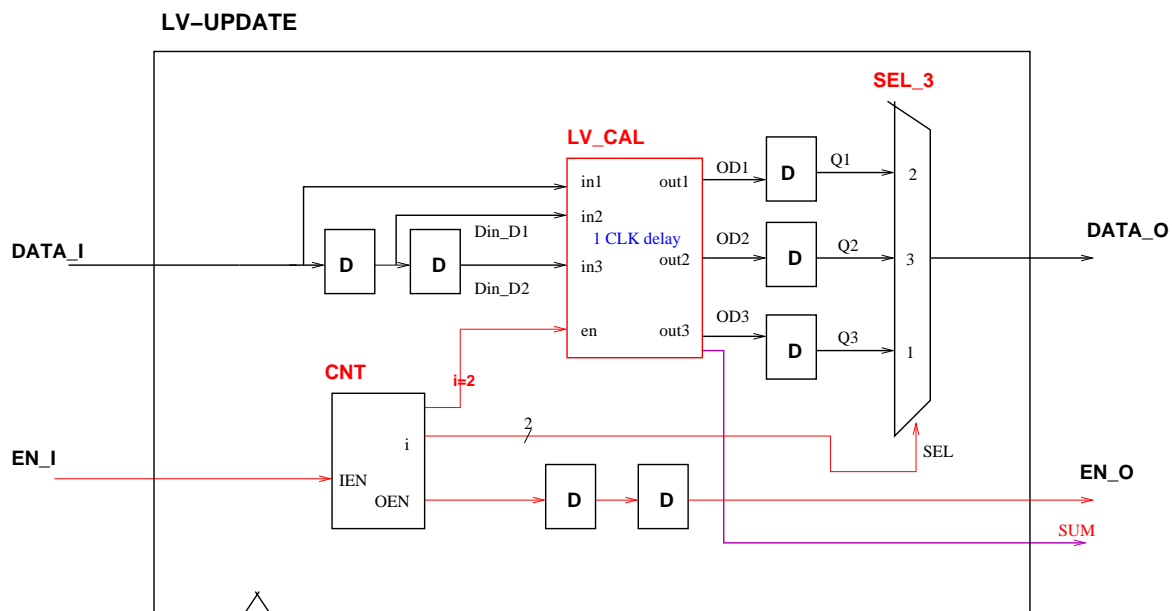 LV−UPDATE
SEL_3
LV_CAL
OD1
D
Q1
in1
out1
2
in2
Din_D1
1 CLK delay
OD2
D
Q2
DATA_O
DATA_I
D
D
in3
out2
3
Din_D2
OD3
D
Q3
en
out3
1
CNT
i=2
2
i
SEL
EN_I
IEN
OEN
D
D
EN_O
SUM